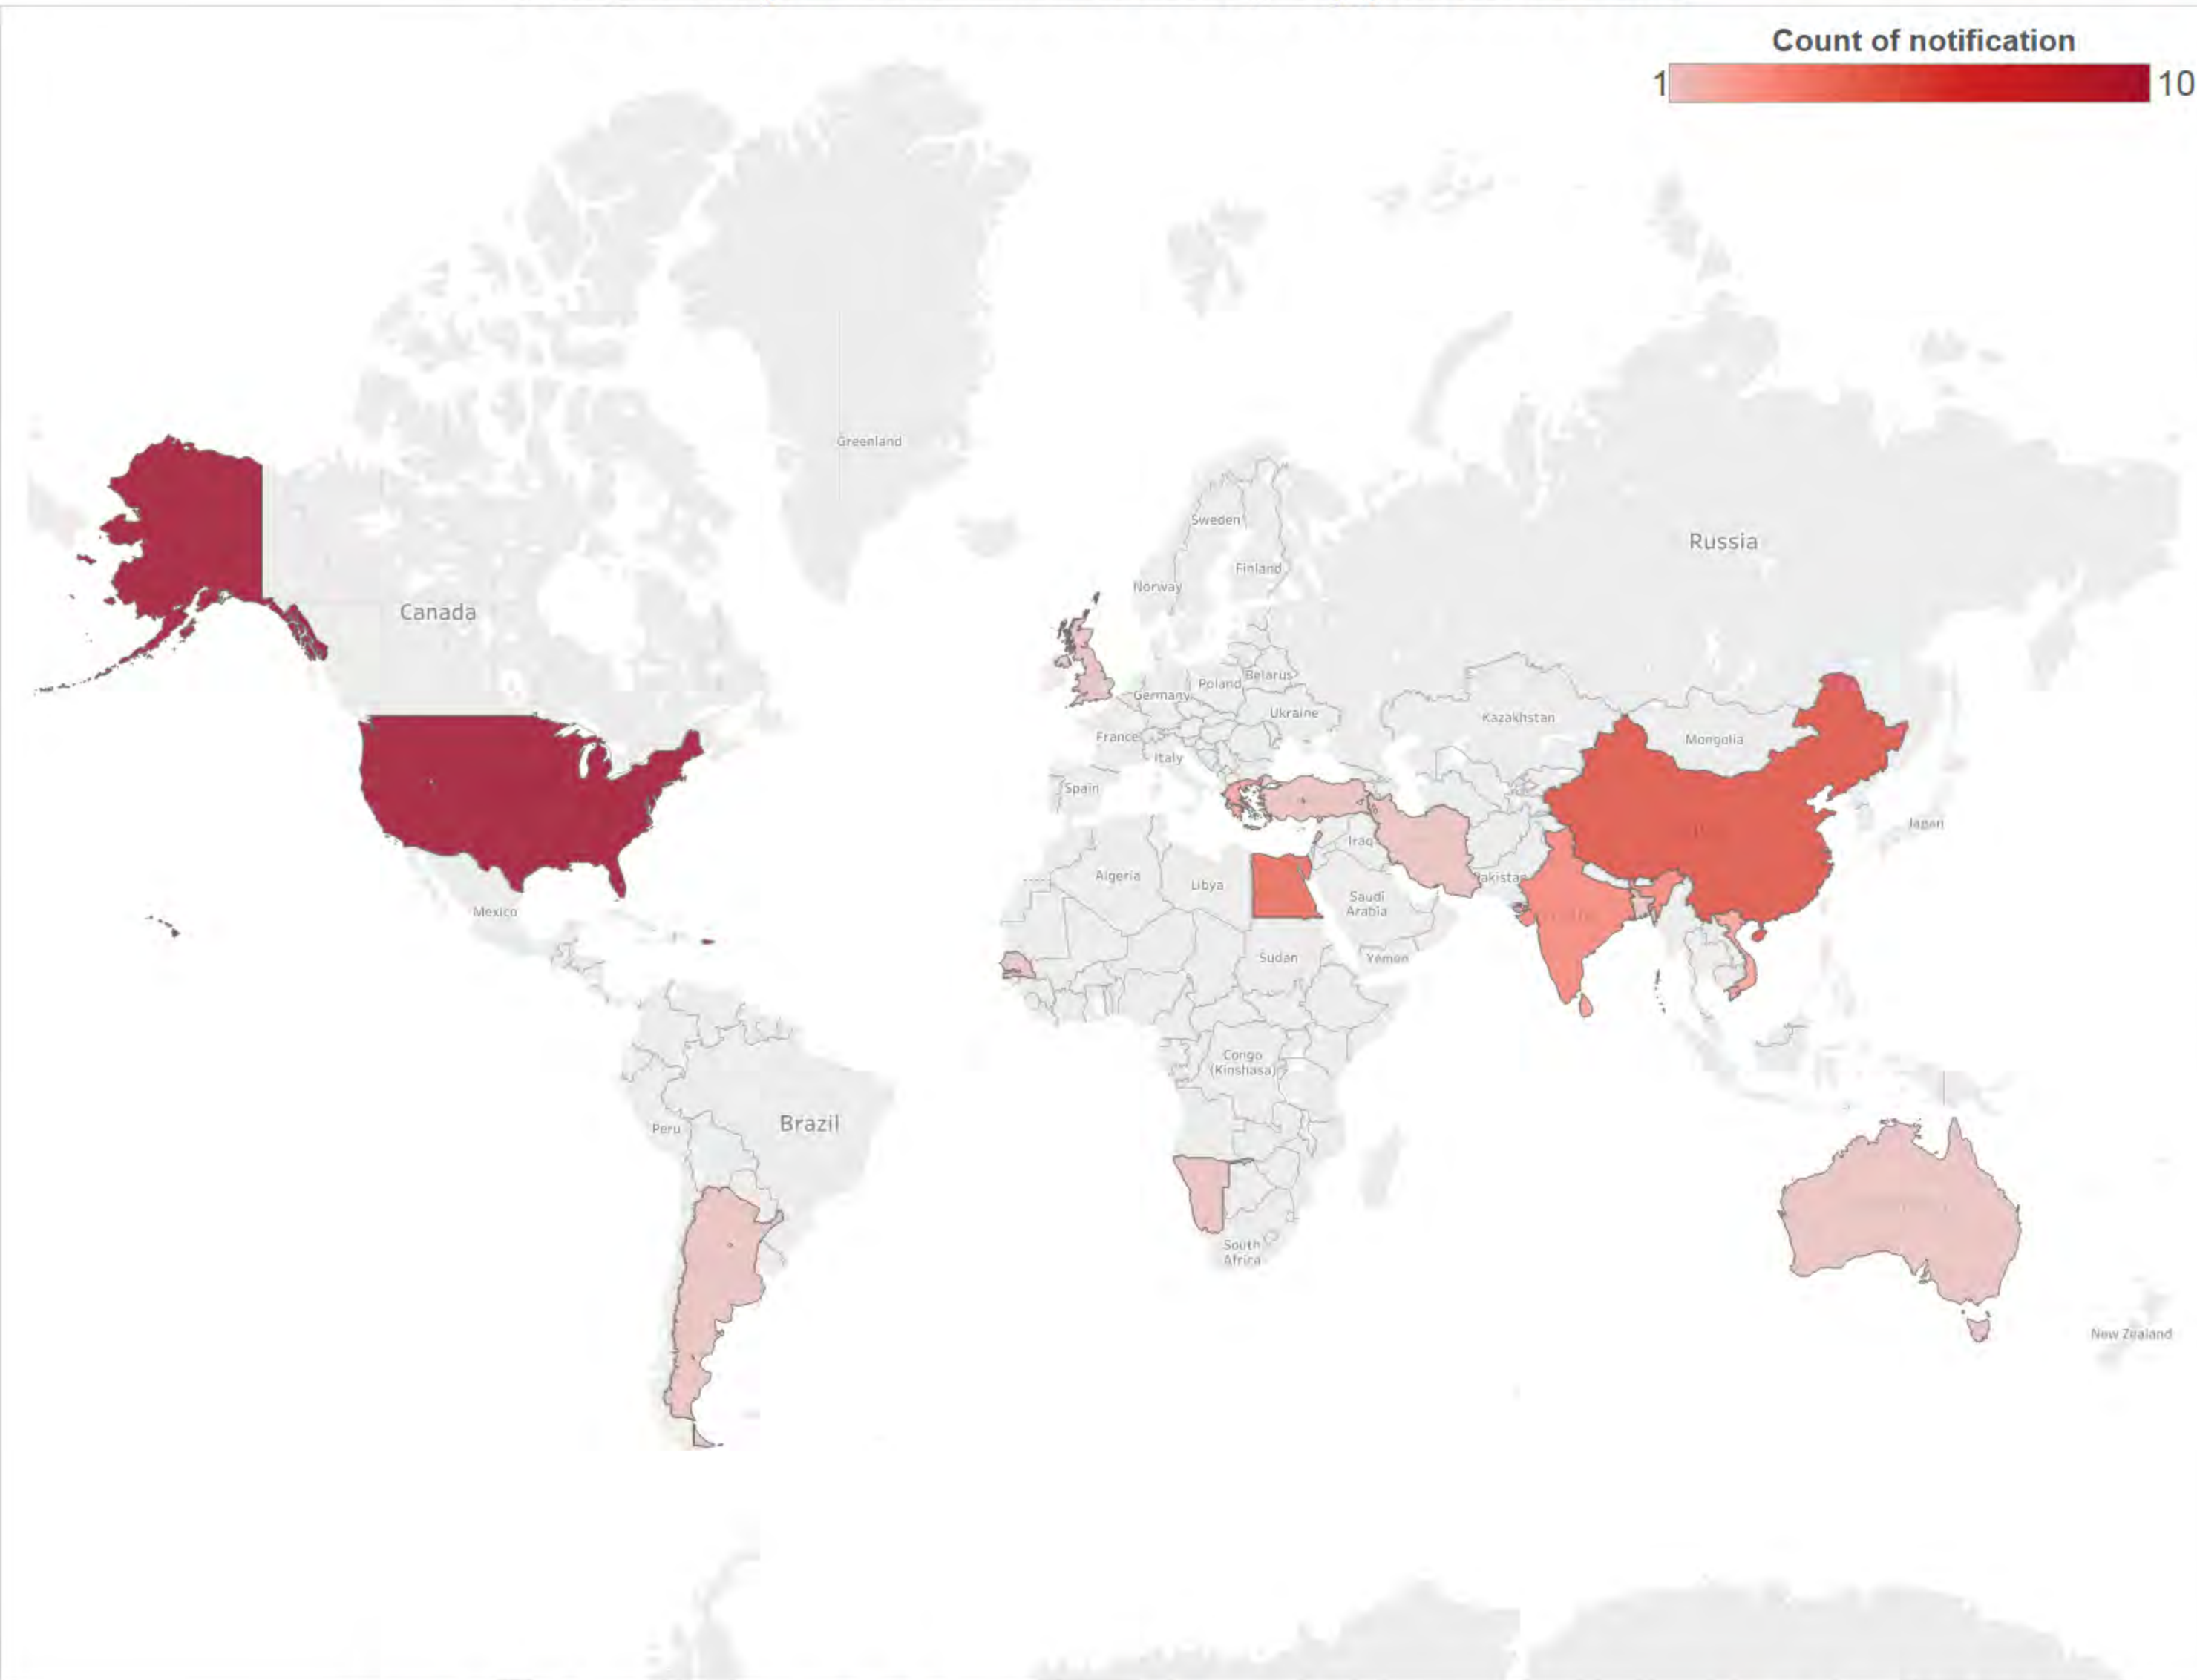 Count of notification
1
10
Greenland
Sweden
Russia
Finland
Norway
Canada
Belarus
Poland
Germany
Ukraine
Kazakhstan
France
Mongolia
Italy
Spain
Japan
Iraq
Algeria
Pakistan
Libya
Saudi
Arabia
Mexico
Sudan
Yemen
Congo
(Kinshasa)
Brazil
Peru
South
Africa
New Zealand